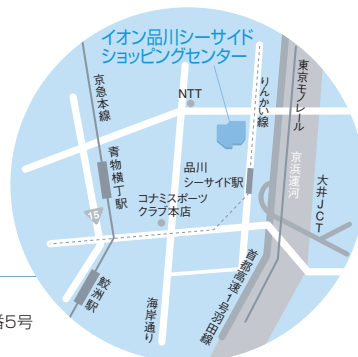 イオン品川シーサイド
ショッピングセンター
京急本線
NTT
りんかい線
東京モノレール
青物横丁駅
品川
シーサイド駅
京浜運河
大井JCT
コナミスポーツ
クラブ本店
15
鮫洲駅
海岸通り
首都高速1号羽田線
番5号